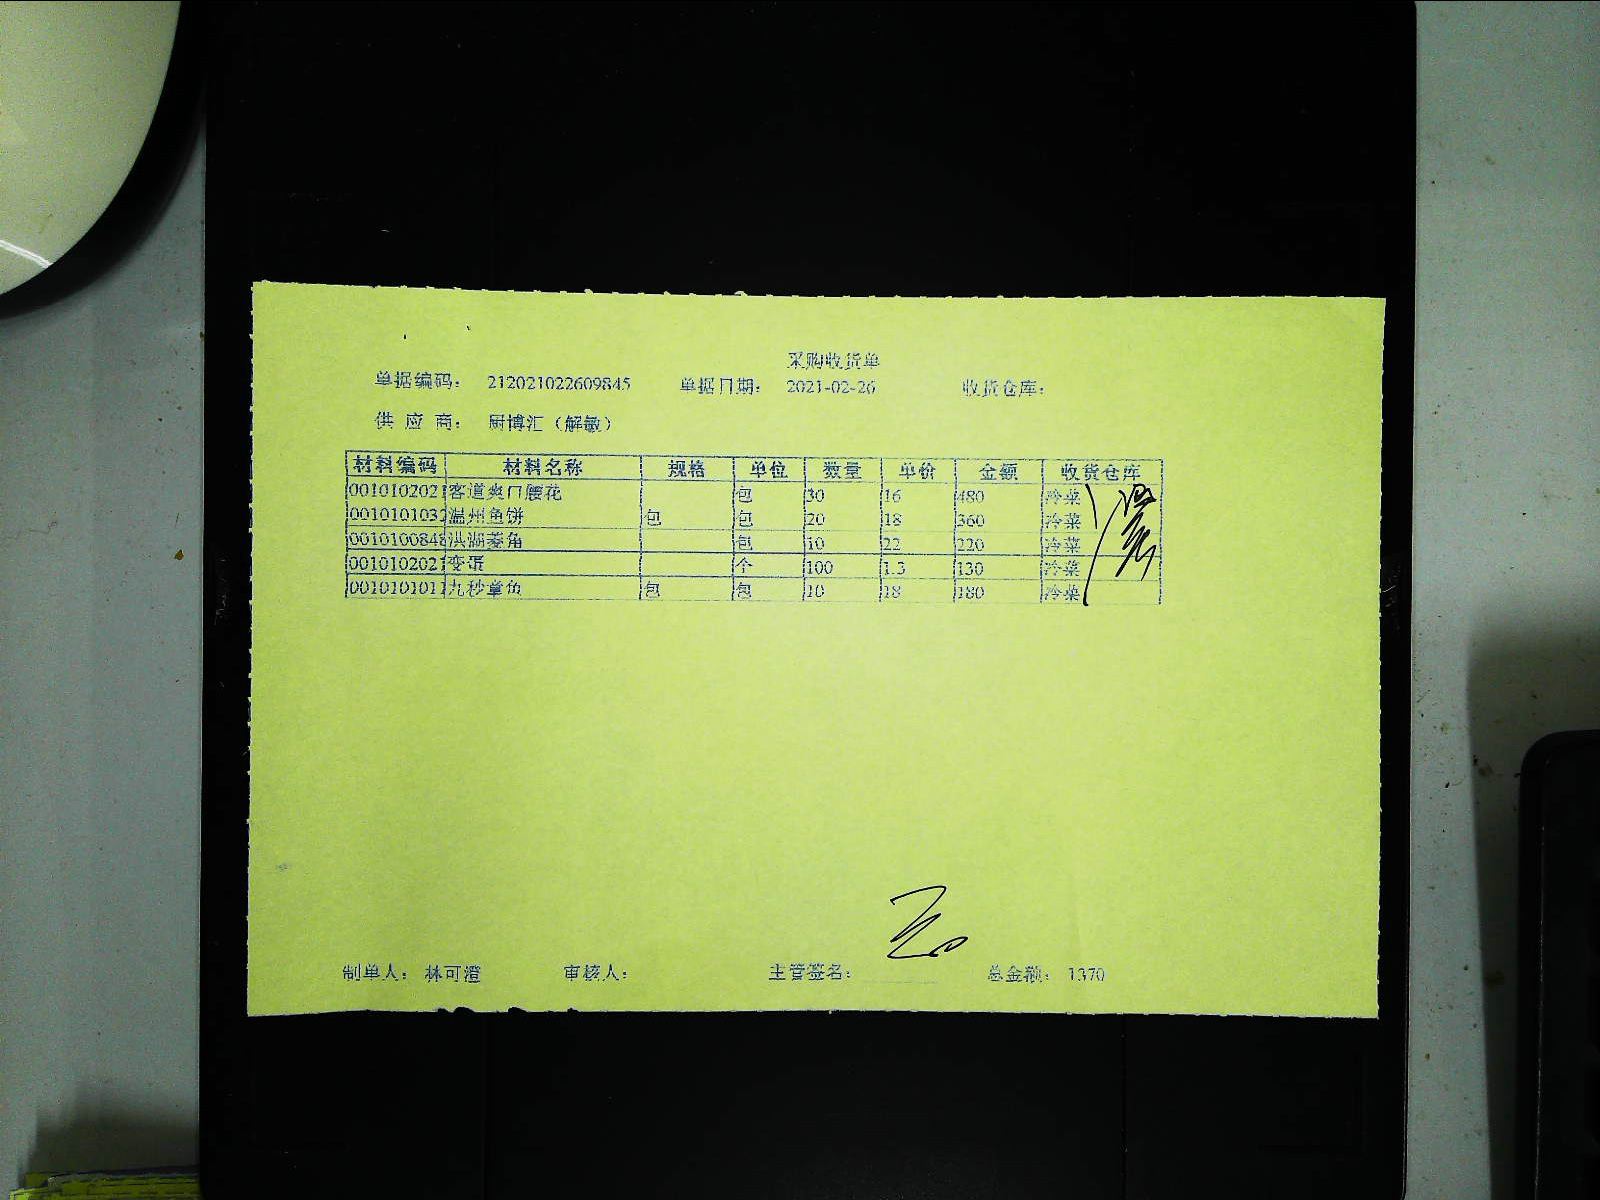 采购收货单
单据编码： 212021022609845 单据日期： 2021-02-26 收货仓库：
供 应 商： 厨博汇（解敏）
材料编码 材料名称 规格 单位 数量 单价 金额 收货仓库
0010102021 客道爽口腰花 包 30 16 480 冷菜
0010101032 温州鱼饼 包 包 20 18 360 冷菜
0010100848 洪湖菱角 包 10 22 220 冷菜
0010102021 变蛋 个 100 1.3 130 冷菜
0010101011 九秒章鱼 包 包 10 18 180 冷菜
制单人： 林可澄 审核人： 主管签名： 总金额： 1370